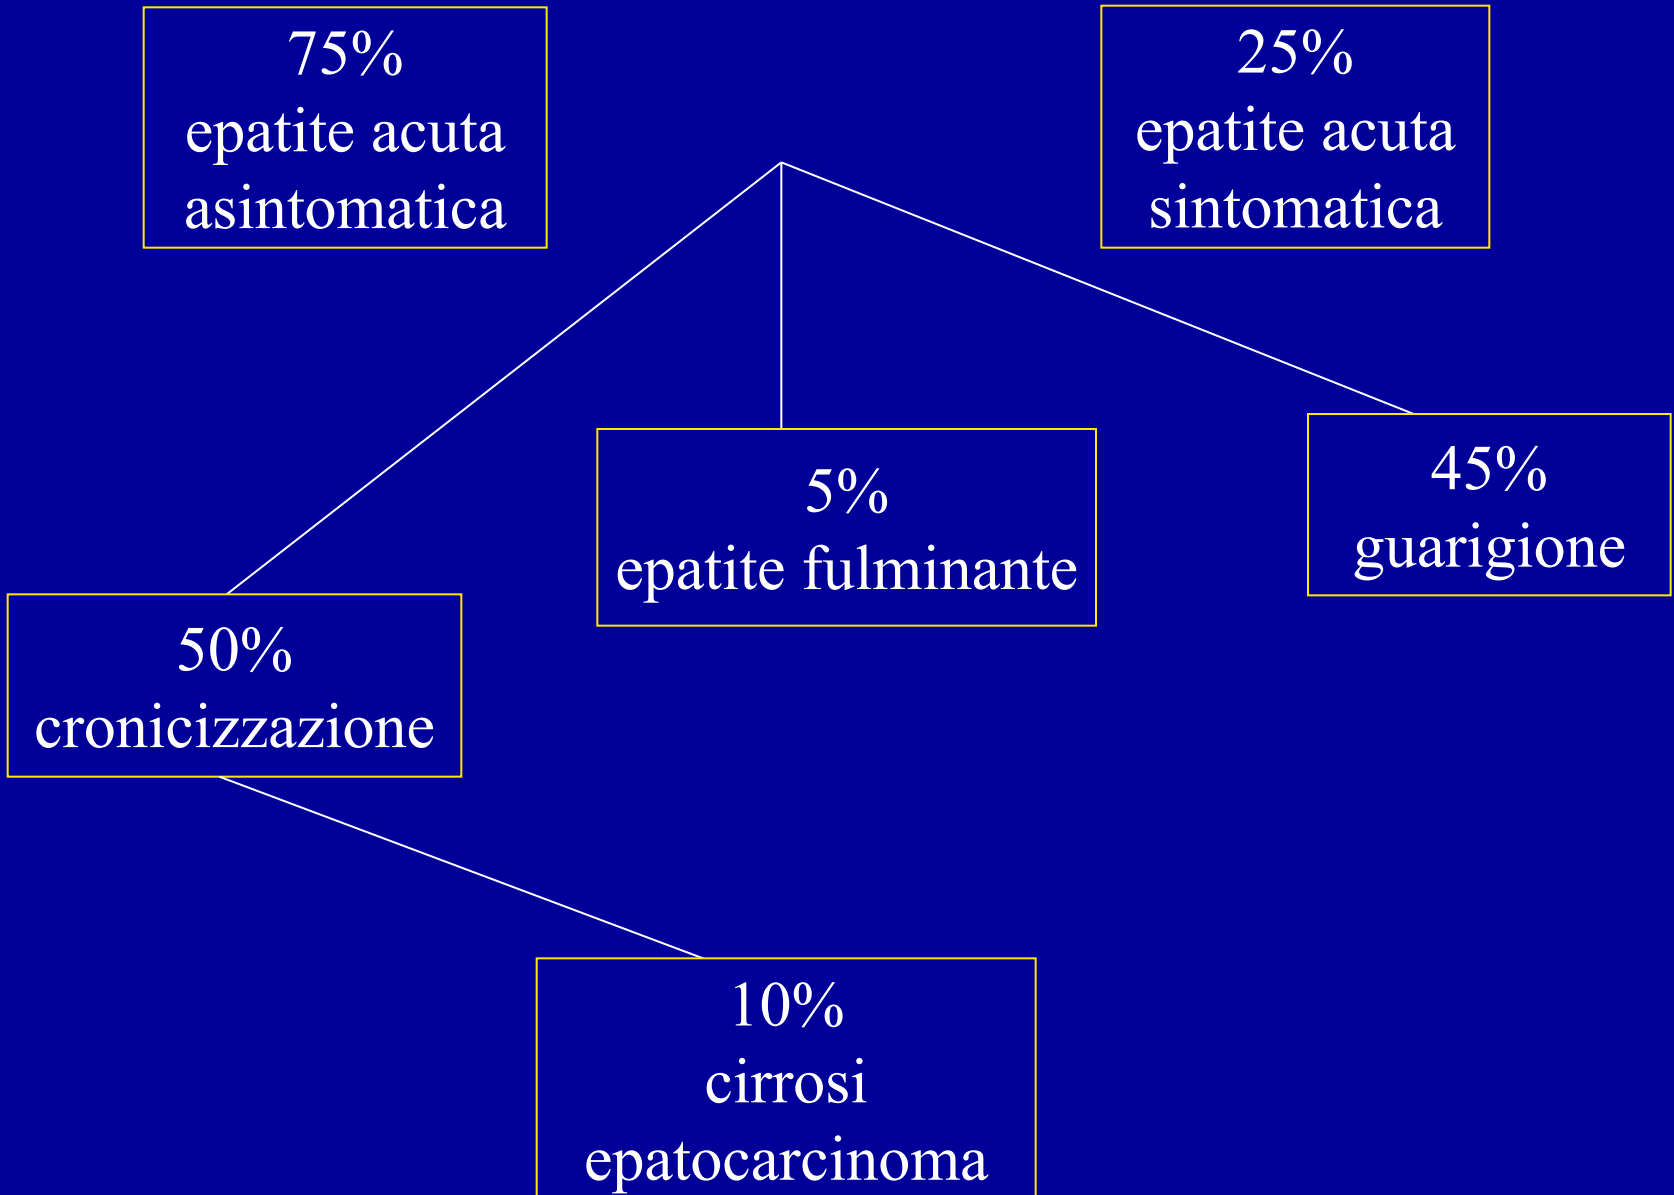 75%
epatite acuta
asintomatica
25%
epatite acuta
sintomatica
5%
epatite fulminante
45%
guarigione
50%
cronicizzazione
10%
cirrosi
epatocarcinoma